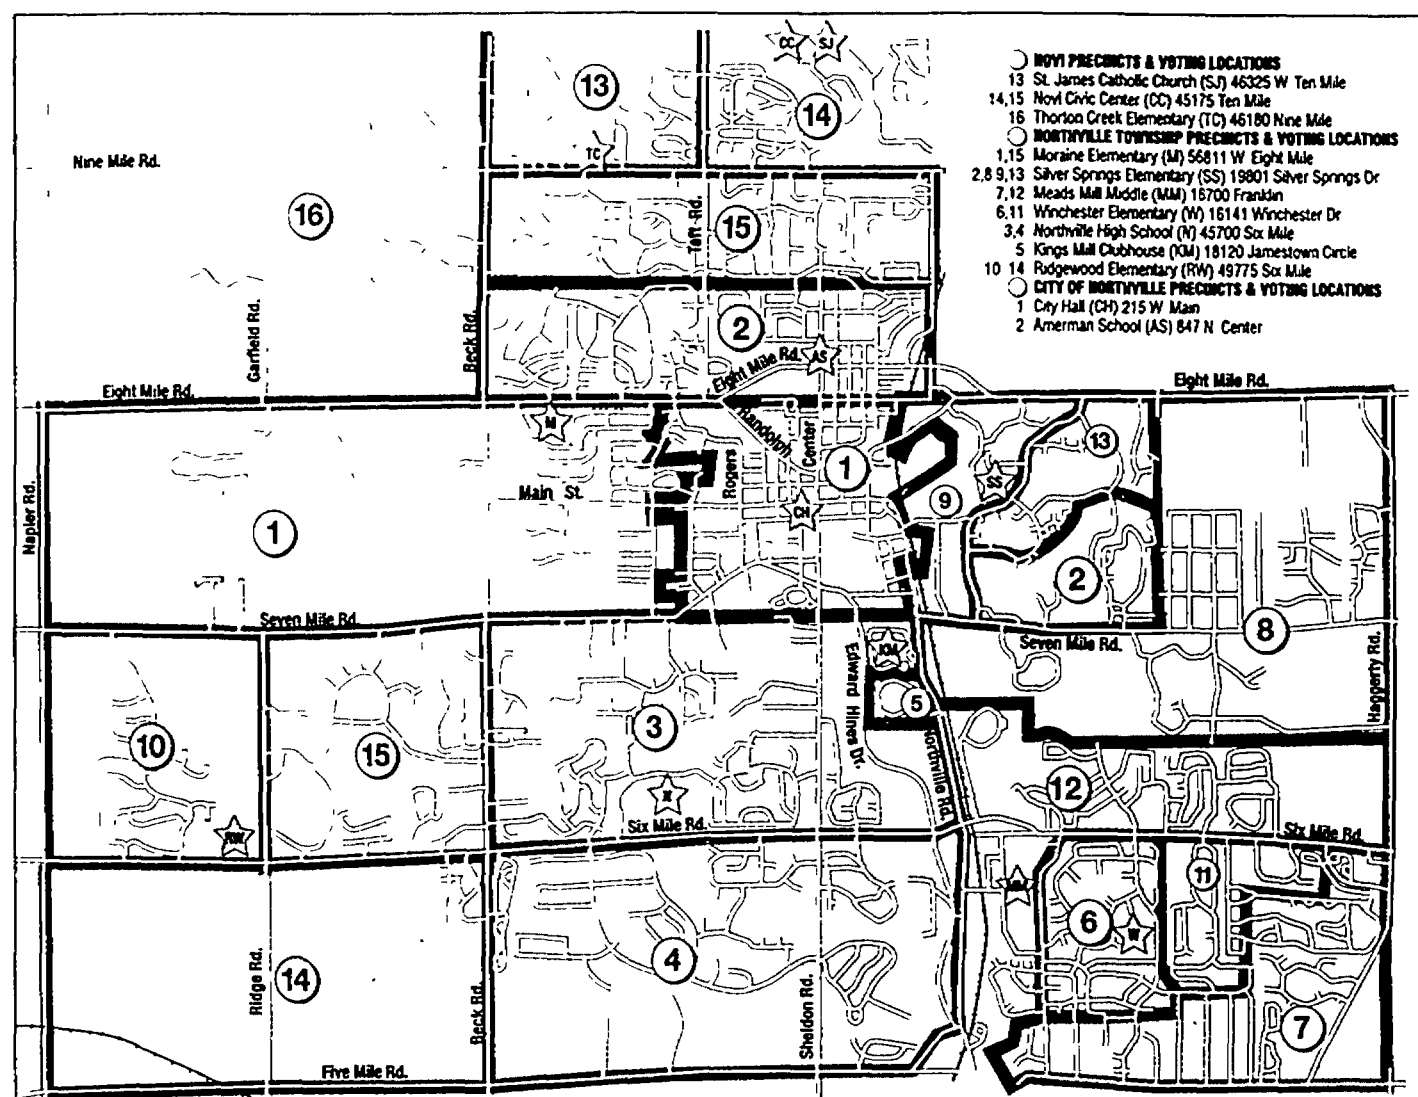 NOVI PRECINCTS & VOTING LOCATIONS
13 St. James Catholic Church (SJ) 46325 W Ten Mile
14,15 Novi Civic Center (CC) 45175 Ten Mile
16 Thorton Creek Elementary (TC) 46180 Nine Mile
NORTHVILLE TOWNSHIP PRECINCTS & VOTING LOCATIONS
1,15 Moraine Elementary (M) 56811 W Eight Mile
2,8 9,13 Silver Springs Elementary (SS) 19801 Silver Springs Dr
7,12 Meads Mill Middle (MM) 16700 Franklin
6,11 Winchester Elementary (W) 16141 Winchester Dr
3,4 Northville High School (N) 45700 Six Mile
5 Kings Mill Clubhouse (KM) 18120 Jamestown Circle
10 14 Ridgewood Elementary (RW) 49775 Six Mile
CITY OF NORTHVILLE PRECINCTS & VOTING LOCATIONS
1 City Hall (CH) 215 W Main
2 Amerman School (AS) 847 N Center
CC
SJ
13
14
TC
Nine Mile Rd.
16
Taft Rd.
15
Garfield Rd.
Beck Rd.
2
AS
Eight Mile Rd.
Eight Mile Rd.
Eight Mile Rd.
M
Randolph
Center
13
Rogers
1
SS
Main St.
9
CH
Napier Rd.
1
2
Seven Mile Rd.
8
KM
Seven Mile Rd.
Edward Hines Dr.
Haggerty Rd.
5
3
10
15
Northville Rd.
12
N
Six Mile Rd.
RW
Six Mile Rd.
11
MM
6
W
4
14
Ridge Rd.
Beck Rd.
Sheldon Rd.
7
Five Mile Rd.